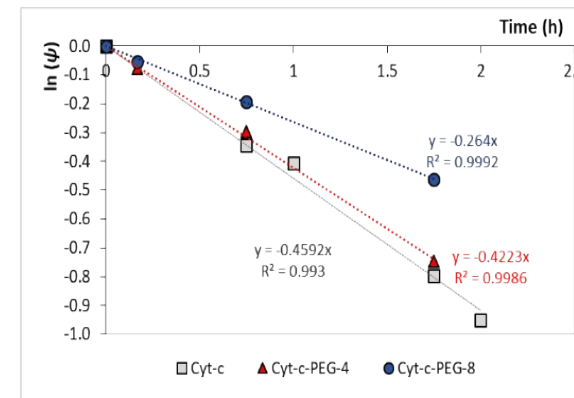 Time (h)
ln (ψ)
0.0
0
0.5
1
1.5
2
2.5
-0.1
-0.2
-0.3
-0.4
-0.5
-0.6
-0.7
-0.8
-0.9
-1.0
y = -0.264x
R² = 0.9992
y = -0.4592x
R² = 0.993
y = -0.4223x
R² = 0.9986
Cyt-c
Cyt-c-PEG-4
Cyt-c-PEG-8